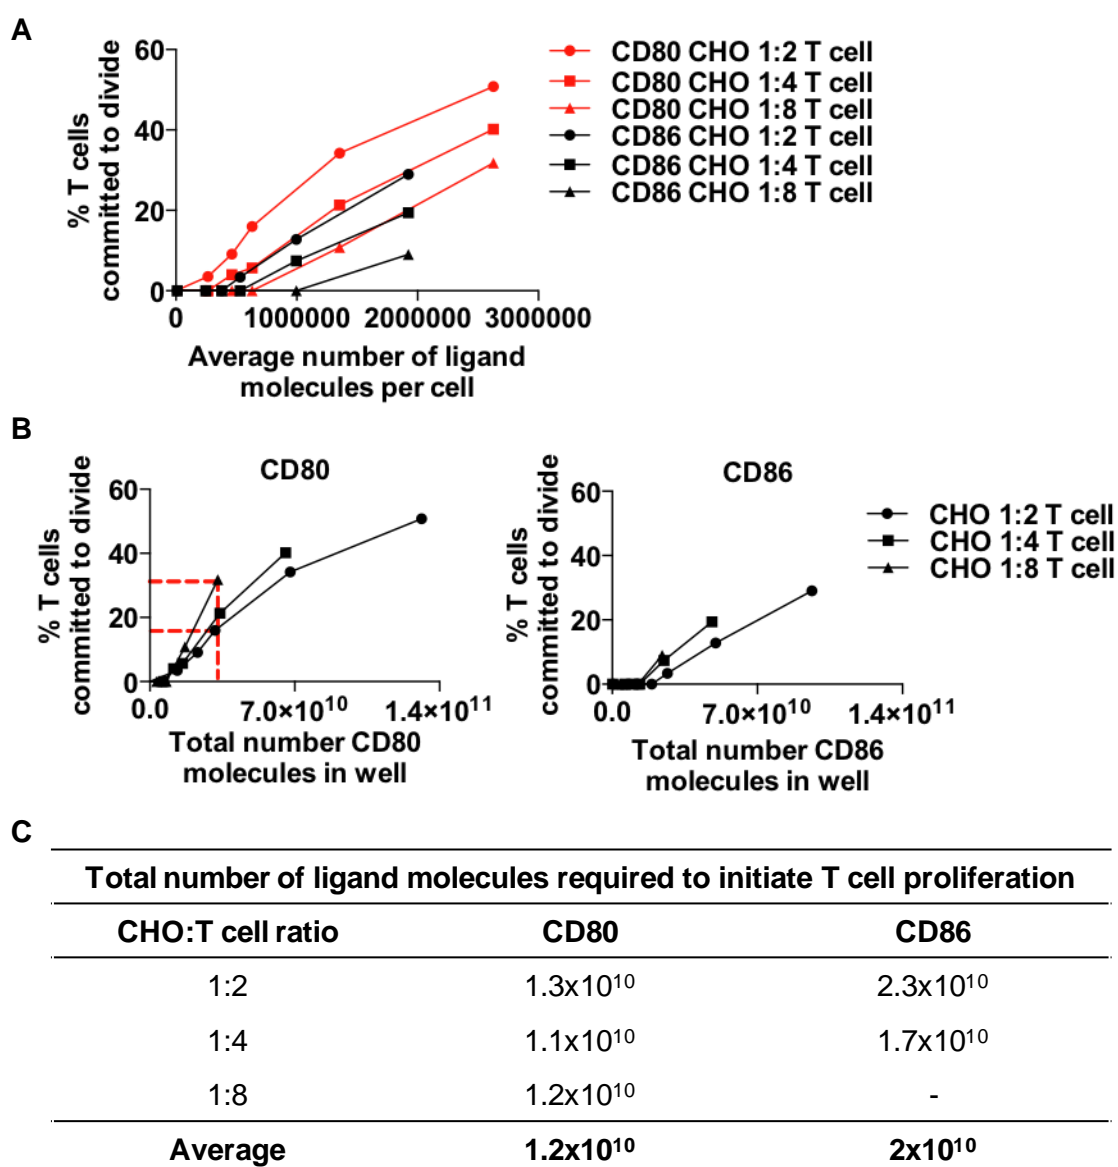 A
% T cells
committed to divide
60
40
20
0
0 1000000 2000000 3000000
Average number of ligand
molecules per cell
CD80 CHO 1:2 T cell
CD80 CHO 1:4 T cell
CD80 CHO 1:8 T cell
CD86 CHO 1:2 T cell
CD86 CHO 1:4 T cell
CD86 CHO 1:8 T cell
B
CD80
% T cells
committed to divide
60
40
20
0
0.0 7.0×10¹⁰ 1.4×10¹¹
Total number CD80
molecules in well
CD86
% T cells
committed to divide
60
40
20
0
0.0 7.0×10¹⁰ 1.4×10¹¹
Total number CD86
molecules in well
CHO 1:2 T cell
CHO 1:4 T cell
CHO 1:8 T cell
C
Total number of ligand molecules required to initiate T cell proliferation
CHO:T cell ratio CD80 CD86
1:2 1.3x10¹⁰ 2.3x10¹⁰
1:4 1.1x10¹⁰ 1.7x10¹⁰
1:8 1.2x10¹⁰ -
Average 1.2x10¹⁰ 2x10¹⁰